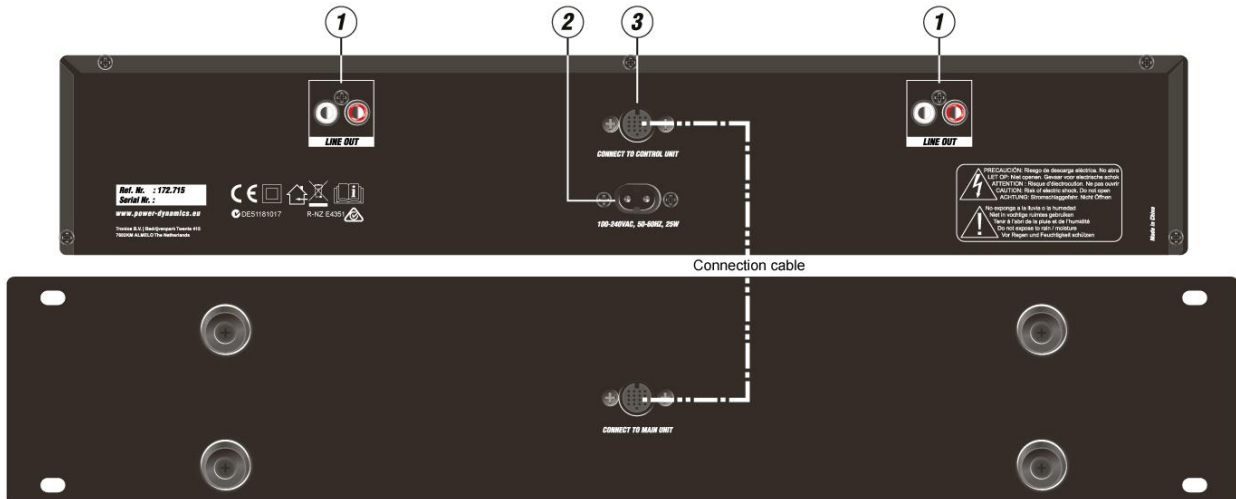 1
2
3
1
LINE OUT
CONNECT TO CONTROL UNIT
LINE OUT
Ref. Nr. : 172.715
Serial Nr. :
www.power-dynamics.eu
Tronios B.V. | Bedrijvenpark Twente 415
7602KM ALMELO The Netherlands
CE
DE51181017
R-NZ E4351
100-240VAC, 50-60HZ, 25W
PRECAUCIÓN: Riesgo de descarga eléctrica. No abra
LET OP: Niet openen. Gevaar voor electrische schok
ATTENTION : Risque d'électrocution. Ne pas ouvrir
CAUTION: Risk of electric shock. Do not open
ACHTUNG: Stromschlaggefahr. Nicht Öffnen
No exponga a la lluvia o la humedad
Niet in vochtige ruimtes gebruiken
Tenir à l'abri de la pluie et de l'humidité
Do not expose to rain / moisture
Vor Regen und Feuchtigkeit schützen
Made in China
Connection cable
CONNECT TO MAIN UNIT